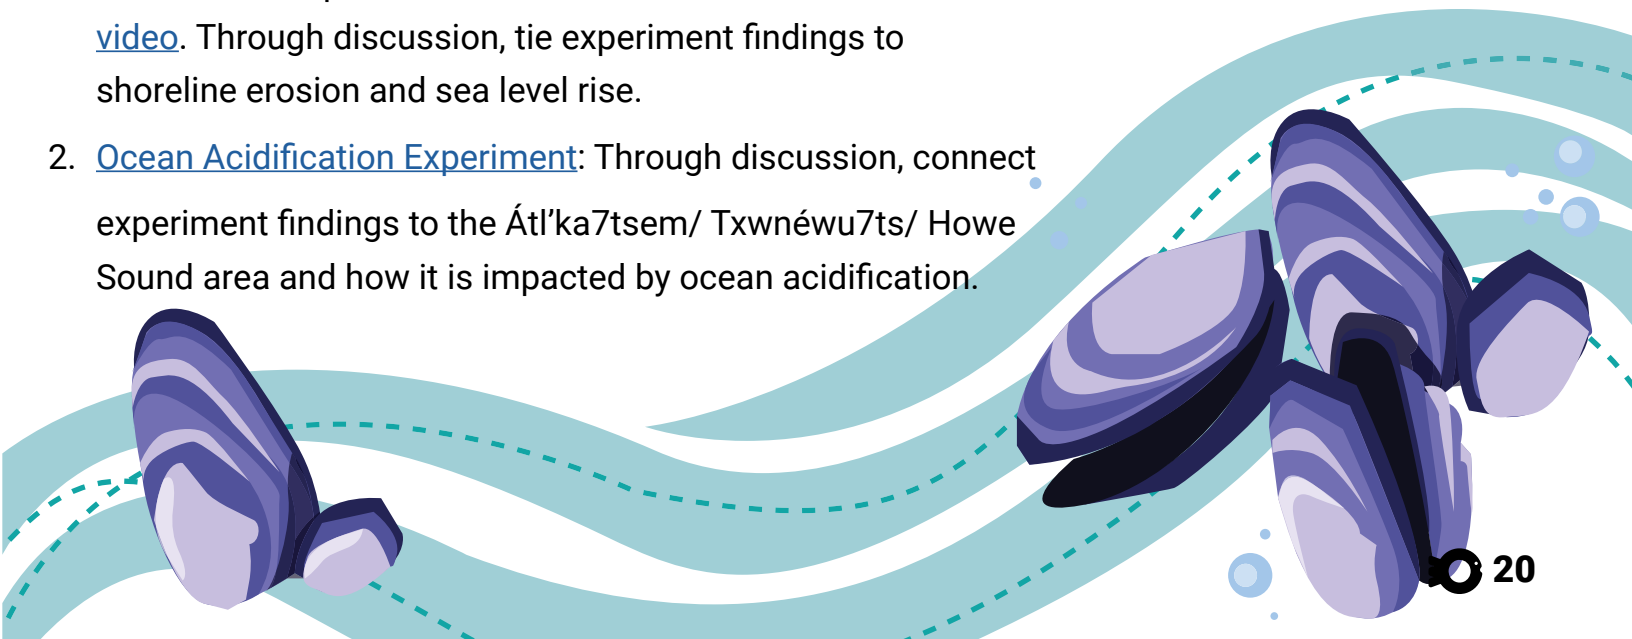 video. Through discussion, tie experiment findings to
shoreline erosion and sea level rise.
2. Ocean Acidification Experiment: Through discussion, connect
experiment findings to the Átl’ka7tsem/ Txwnéwu7ts/ Howe
Sound area and how it is impacted by ocean acidification.
20